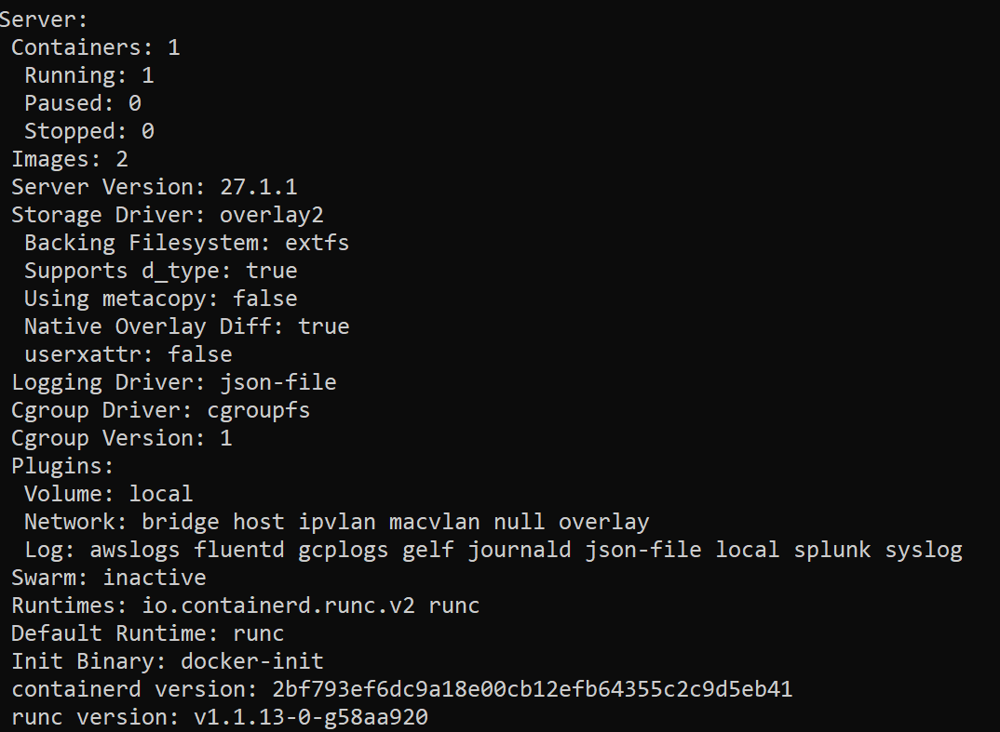 Server:
 Containers: 1
  Running: 1
  Paused: 0
  Stopped: 0
 Images: 2
 Server Version: 27.1.1
 Storage Driver: overlay2
  Backing Filesystem: extfs
  Supports d_type: true
  Using metacopy: false
  Native Overlay Diff: true
  userxattr: false
 Logging Driver: json-file
 Cgroup Driver: cgroupfs
 Cgroup Version: 1
 Plugins:
  Volume: local
  Network: bridge host ipvlan macvlan null overlay
  Log: awslogs fluentd gcplogs gelf journald json-file local splunk syslog
 Swarm: inactive
 Runtimes: io.containerd.runc.v2 runc
 Default Runtime: runc
 Init Binary: docker-init
 containerd version: 2bf793ef6dc9a18e00cb12efb64355c2c9d5eb41
 runc version: v1.1.13-0-g58aa920